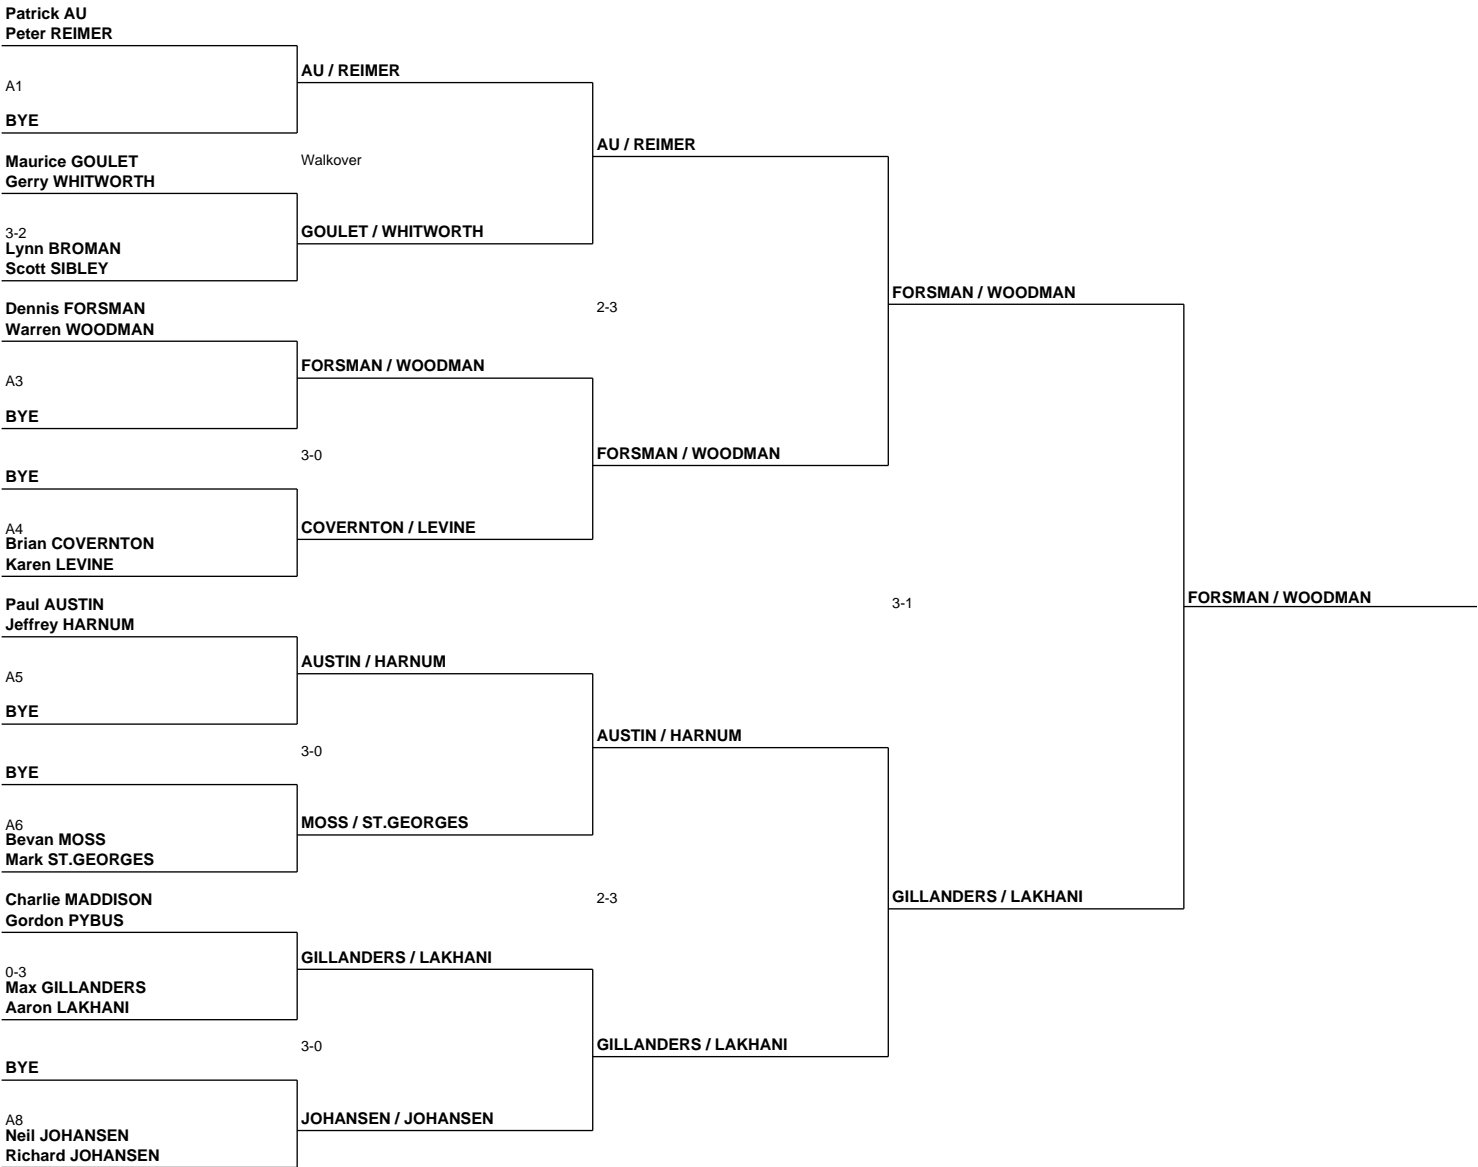 Patrick AU
Peter REIMER
A1
BYE
Maurice GOULET
Gerry WHITWORTH
3-2
Lynn BROMAN
Scott SIBLEY
Dennis FORSMAN
Warren WOODMAN
A3
BYE
BYE
A4
Brian COVERNTON
Karen LEVINE
Paul AUSTIN
Jeffrey HARNUM
A5
BYE
BYE
A6
Bevan MOSS
Mark ST.GEORGES
Charlie MADDISON
Gordon PYBUS
0-3
Max GILLANDERS
Aaron LAKHANI
BYE
A8
Neil JOHANSEN
Richard JOHANSEN
AU / REIMER
Walkover
GOULET / WHITWORTH
FORSMAN / WOODMAN
3-0
COVERNTON / LEVINE
AUSTIN / HARNUM
3-0
MOSS / ST.GEORGES
GILLANDERS / LAKHANI
3-0
JOHANSEN / JOHANSEN
AU / REIMER
2-3
FORSMAN / WOODMAN
AUSTIN / HARNUM
2-3
GILLANDERS / LAKHANI
FORSMAN / WOODMAN
3-1
GILLANDERS / LAKHANI
FORSMAN / WOODMAN